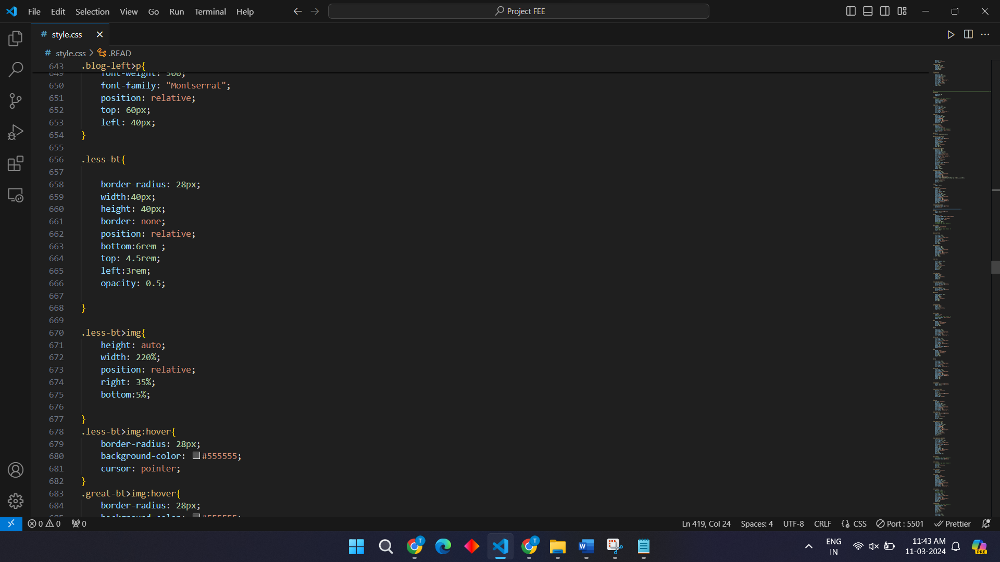 File Edit Selection View Go Run Terminal Help
Project FEE
# style.css
# style.css > .READ
643 .blog-left>p{
649 font-weight: 500;
650 font-family: "Montserrat";
651 position: relative;
652 top: 60px;
653 left: 40px;
654 }
655
656 .less-bt{
657
658 border-radius: 28px;
659 width:40px;
660 height: 40px;
661 border: none;
662 position: relative;
663 bottom:6rem ;
664 top: 4.5rem;
665 left:3rem;
666 opacity: 0.5;
667
668 }
669
670 .less-bt>img{
671 height: auto;
672 width: 220%;
673 position: relative;
674 right: 35%;
675 bottom:5%;
676
677 }
678 .less-bt>img:hover{
679 border-radius: 28px;
680 background-color: #555555;
681 cursor: pointer;
682 }
683 .great-bt>img:hover{
684 border-radius: 28px;
685 background-color: #555555;
0 0 0
Ln 419, Col 24 Spaces: 4 UTF-8 CRLF {} CSS Port : 5501 Prettier
T T W
ENG
IN
11:43 AM
11-03-2024
PRE